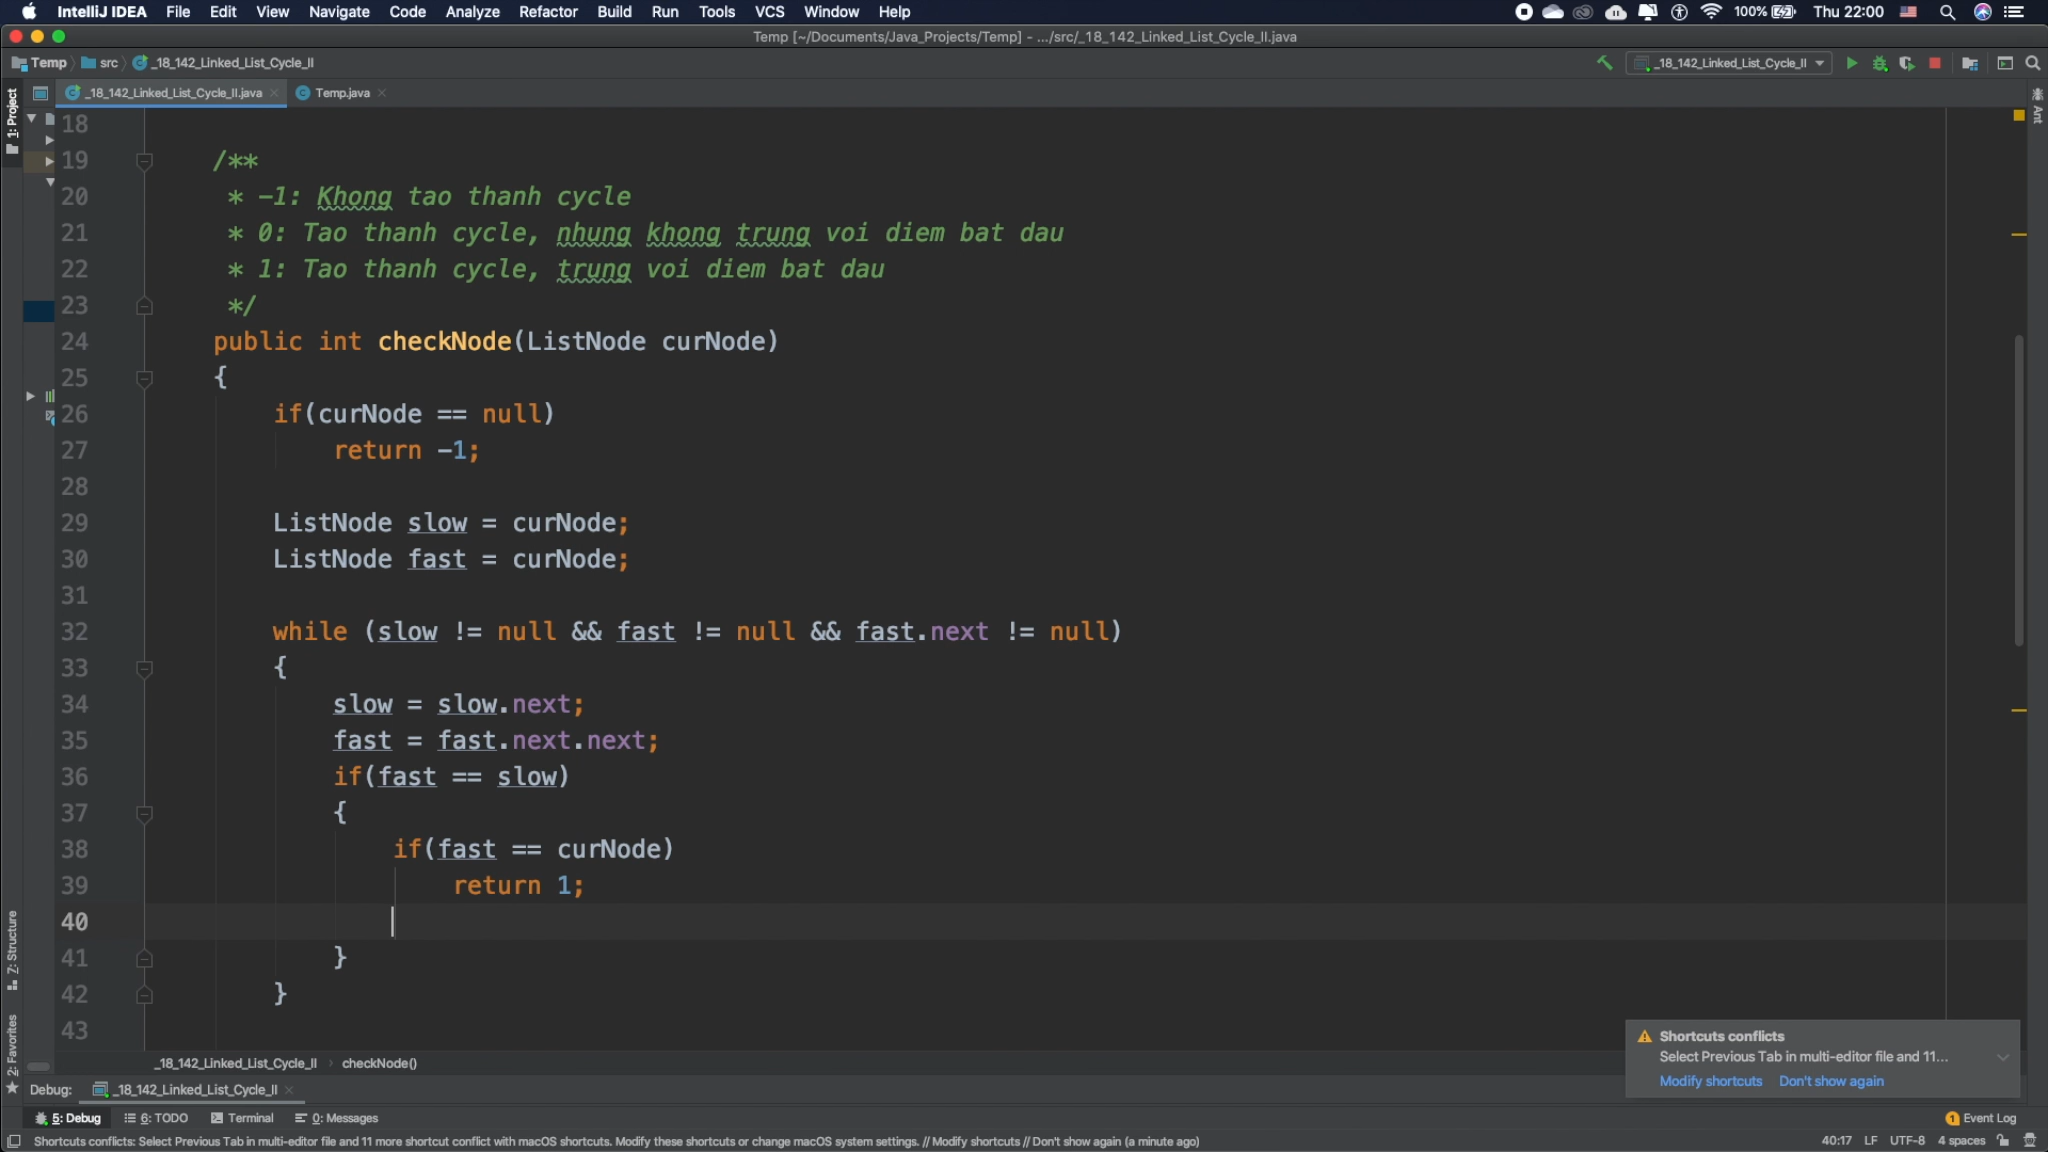 IntelliJ IDEA File Edit View Navigate Code Analyze Refactor Build Run Tools VCS Window Help 100% Thu 22:00
Temp [~/Documents/Java_Projects/Temp] - .../src/_18_142_Linked_List_Cycle_II.java
Temp src _18_142_Linked_List_Cycle_II _18_142_Linked_List_Cycle_II
1: Project _18_142_Linked_List_Cycle_II.java Temp.java Ant
18
19 /**
20 * -1: Khong tao thanh cycle
21 * 0: Tao thanh cycle, nhung khong trung voi diem bat dau
22 * 1: Tao thanh cycle, trung voi diem bat dau
23 */
24 public int checkNode(ListNode curNode)
25 {
26 if(curNode == null)
27 return -1;
28
29 ListNode slow = curNode;
30 ListNode fast = curNode;
31
32 while (slow != null && fast != null && fast.next != null)
33 {
34 slow = slow.next;
35 fast = fast.next.next;
36 if(fast == slow)
37 {
38 if(fast == curNode)
39 return 1;
40
41 }
42 }
43
Z: Structure
2: Favorites
Shortcuts conflicts
Select Previous Tab in multi-editor file and 11...
Modify shortcuts Don't show again
_18_142_Linked_List_Cycle_II checkNode()
Debug: _18_142_Linked_List_Cycle_II
5: Debug 6: TODO Terminal 0: Messages 1 Event Log
Shortcuts conflicts: Select Previous Tab in multi-editor file and 11 more shortcut conflict with macOS shortcuts. Modify these shortcuts or change macOS system settings. // Modify shortcuts // Don't show again (a minute ago) 40:17 LF UTF-8 4 spaces